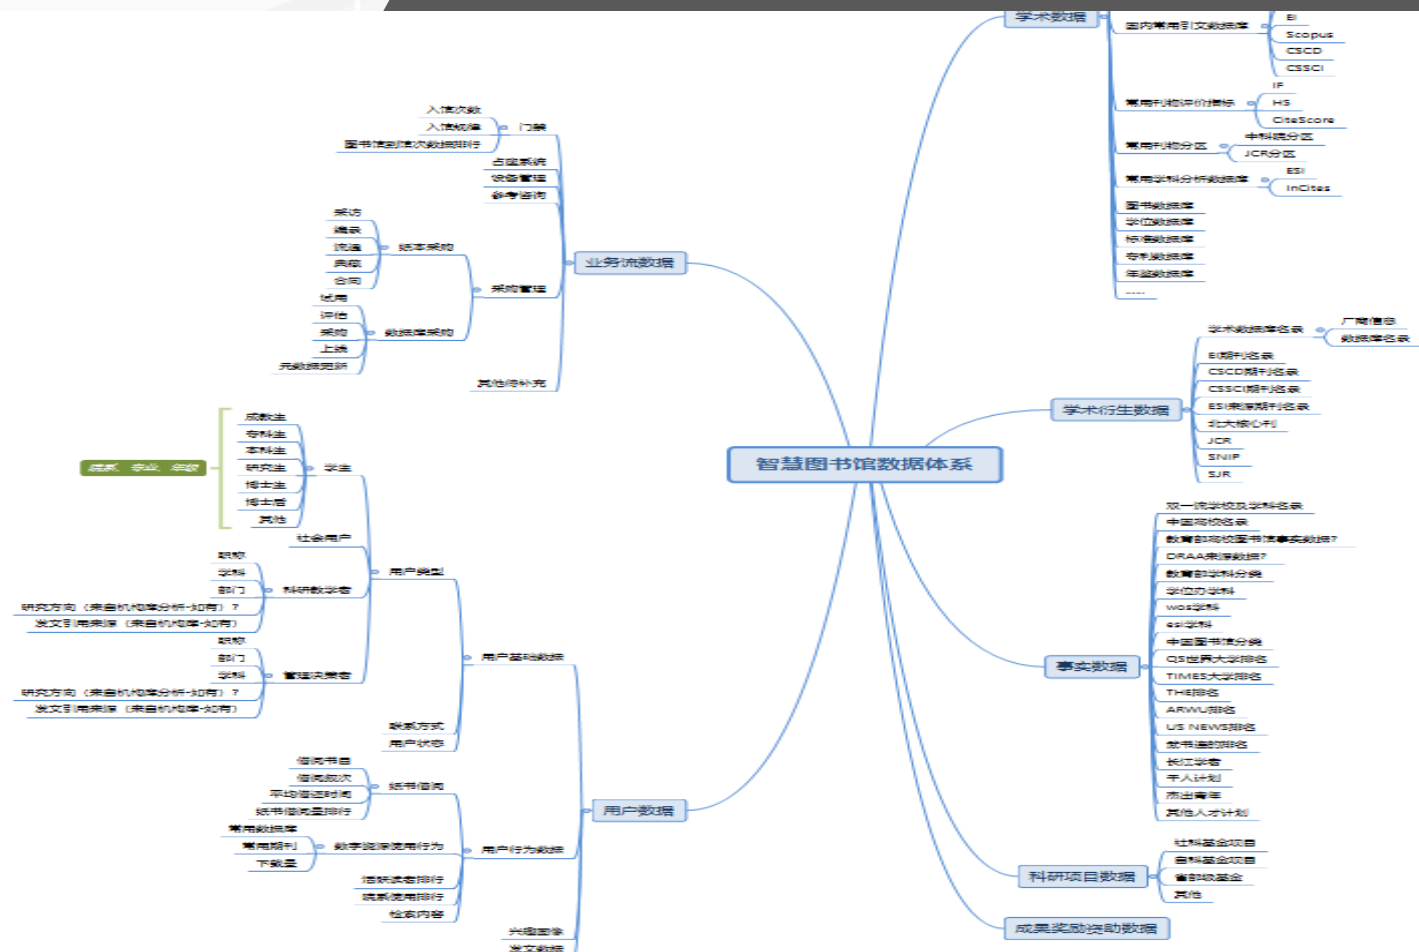 智慧图书馆数据体系
学术数据
国内常用引文数据库
EI
Scopus
CSCD
CSSCI
常用刊物评价指标
IF
HS
CiteScore
常用刊物分区
中科院分区
JCR分区
常用学科分析数据库
ESI
InCites
图书数据库
学位数据库
标准数据库
专利数据库
年鉴数据库
......
学术衍生数据
学术数据库名录
厂商信息
数据库名录
EI期刊名录
CSCD期刊名录
CSSCI期刊名录
ESI来源期刊名录
北大核心刊
JCR
SNIP
SJR
事实数据
双一流学校及学科名录
中国高校名录
教育部高校图书馆事实数据?
DRAA来源数据?
教育部学科分类
学位办学科
wos学科
esi学科
中国图书馆分类
QS世界大学排名
TIMES大学排名
THE排名
ARWU排名
US NEWS排名
武书连的排名
长江学者
千人计划
杰出青年
其他人才计划
科研项目数据
社科基金项目
自科基金项目
省部级基金
其他
成果奖励资助数据
业务流数据
门禁
入馆次数
入馆规律
图书馆到馆次数据排行
占座系统
设备管理
参考咨询
采购管理
纸本采购
采访
编录
流通
典藏
合同
数据库采购
试用
评估
采购
上线
元数据更新
其他待补充
用户数据
用户基础数据
用户类型
学生
成教生
专科生
本科生
研究生
博士生
博士后
其他
院系、专业、年级
社会用户
科研教学者
职称
学科
部门
研究方向（来自机构库分析-如有）?
发文引用来源（来自机构库-如有）
管理决策者
职称
部门
学科
研究方向（来自机构库分析-如有）?
发文引用来源（来自机构库-如有）
联系方式
用户状态
用户行为数据
纸书借阅
借阅书目
借阅频次
平均借还时间
纸书借阅量排行
数字资源使用行为
常用数据库
常用期刊
下载量
活跃读者排行
院系使用排行
检索内容
兴趣图像
发文数据